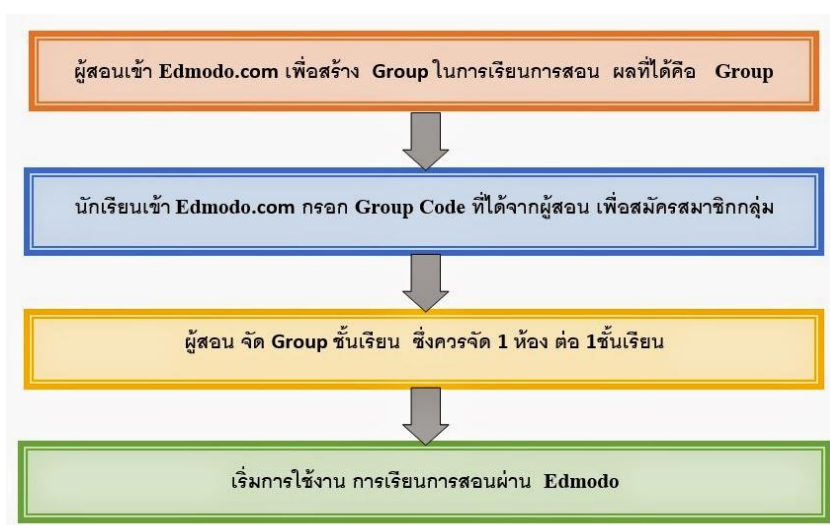 ผู้สอนเข้า Edmodo.com เพื่อสร้าง Group ในการเรียนการสอน ผลที่ได้คือ Group
นักเรียนเข้า Edmodo.com กรอก Group Code ที่ได้จากผู้สอน เพื่อสมัครสมาชิกกลุ่ม
ผู้สอน จัด Group ชั้นเรียน ซึ่งควรจัด 1 ห้อง ต่อ 1ชั้นเรียน
เริ่มการใช้งาน การเรียนการสอนผ่าน Edmodo